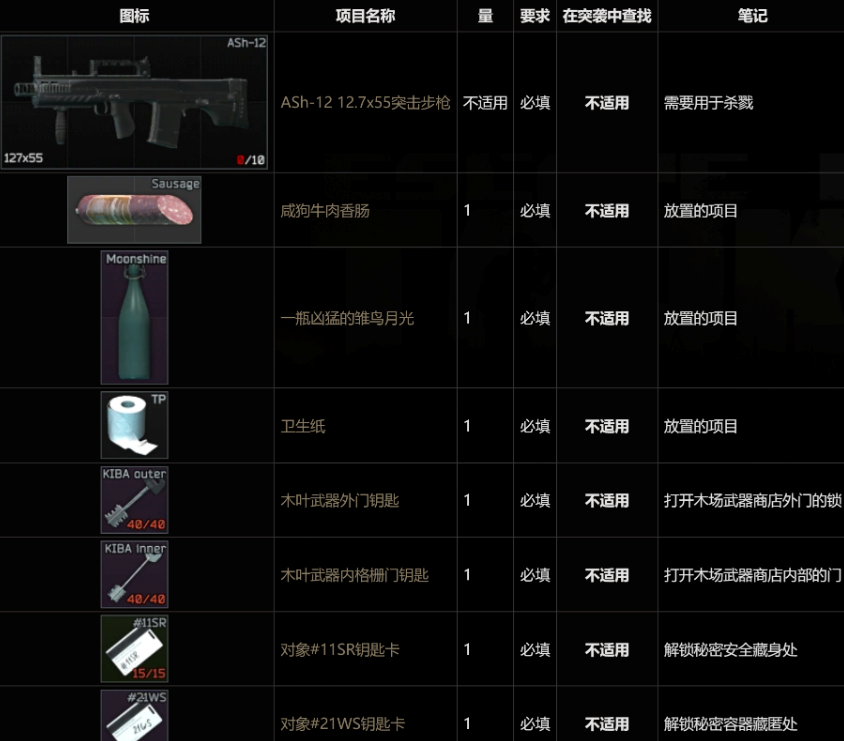 图标 项目名称 量 要求 在突袭中查找 笔记
ASh-12
127x55
0/10
ASh-12 12.7x55突击步枪 不适用 必填 不适用 需要用于杀戮
Sausage
咸狗牛肉香肠 1 必填 不适用 放置的项目
Moonshine
一瓶凶猛的雏鸟月光 1 必填 不适用 放置的项目
TP
卫生纸 1 必填 不适用 放置的项目
KIBA outer
40/40
木叶武器外门钥匙 1 必填 不适用 打开木场武器商店外门的锁
KIBA inner
40/40
木叶武器内格栅门钥匙 1 必填 不适用 打开木场武器商店内部的门
#11SR
#11SR
15/15
对象#11SR钥匙卡 1 必填 不适用 解锁秘密安全藏身处
#21WS
21WS
对象#21WS钥匙卡 1 必填 不适用 解锁秘密容器藏匿处